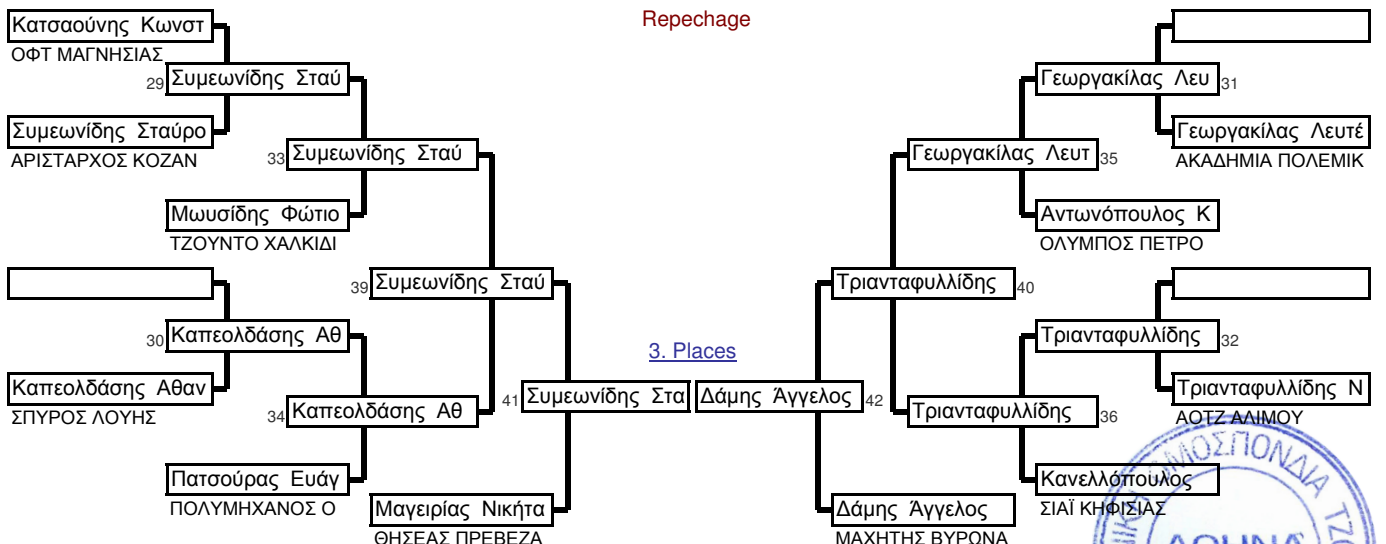 Repechage
Κατσαούνης Κωνστ
ΟΦΤ ΜΑΓΝΗΣΙΑΣ
29 Συμεωνίδης Σταύ
Συμεωνίδης Σταύρο
ΑΡΙΣΤΑΡΧΟΣ ΚΟΖΑΝ
33 Συμεωνίδης Σταύ
Μωυσίδης Φώτιο
ΤΖΟΥΝΤΟ ΧΑΛΚΙΔΙ
39 Συμεωνίδης Σταύ
30 Καπεολδάσης Αθ
Καπεολδάσης Αθαν
ΣΠΥΡΟΣ ΛΟΥΗΣ
34 Καπεολδάσης Αθ
Πατσούρας Ευάγ
ΠΟΛΥΜΗΧΑΝΟΣ Ο
3. Places
41 Συμεωνίδης Στα
Μαγειρίας Νικήτα
ΘΗΣΕΑΣ ΠΡΕΒΕΖΑ
Γεωργακίλας Λευ 31
Γεωργακίλας Λευτέ
ΑΚΑΔΗΜΙΑ ΠΟΛΕΜΙΚ
Γεωργακίλας Λευτ 35
Αντωνόπουλος Κ
ΟΛΥΜΠΟΣ ΠΕΤΡΟ
Τριανταφυλλίδης 40
Τριανταφυλλίδης 32
Τριανταφυλλίδης Ν
ΑΟΤΖ ΑΛΙΜΟΥ
Δάμης Άγγελος 42
Τριανταφυλλίδης 36
Κανελλόπουλος
ΣΙΑΪ ΚΗΦΙΣΙΑΣ
Δάμης Άγγελος
ΜΑΧΗΤΗΣ ΒΥΡΩΝΑ
ΟΜΟΣΠΟΝΔΙΑ
ΑΘΗΝΑ